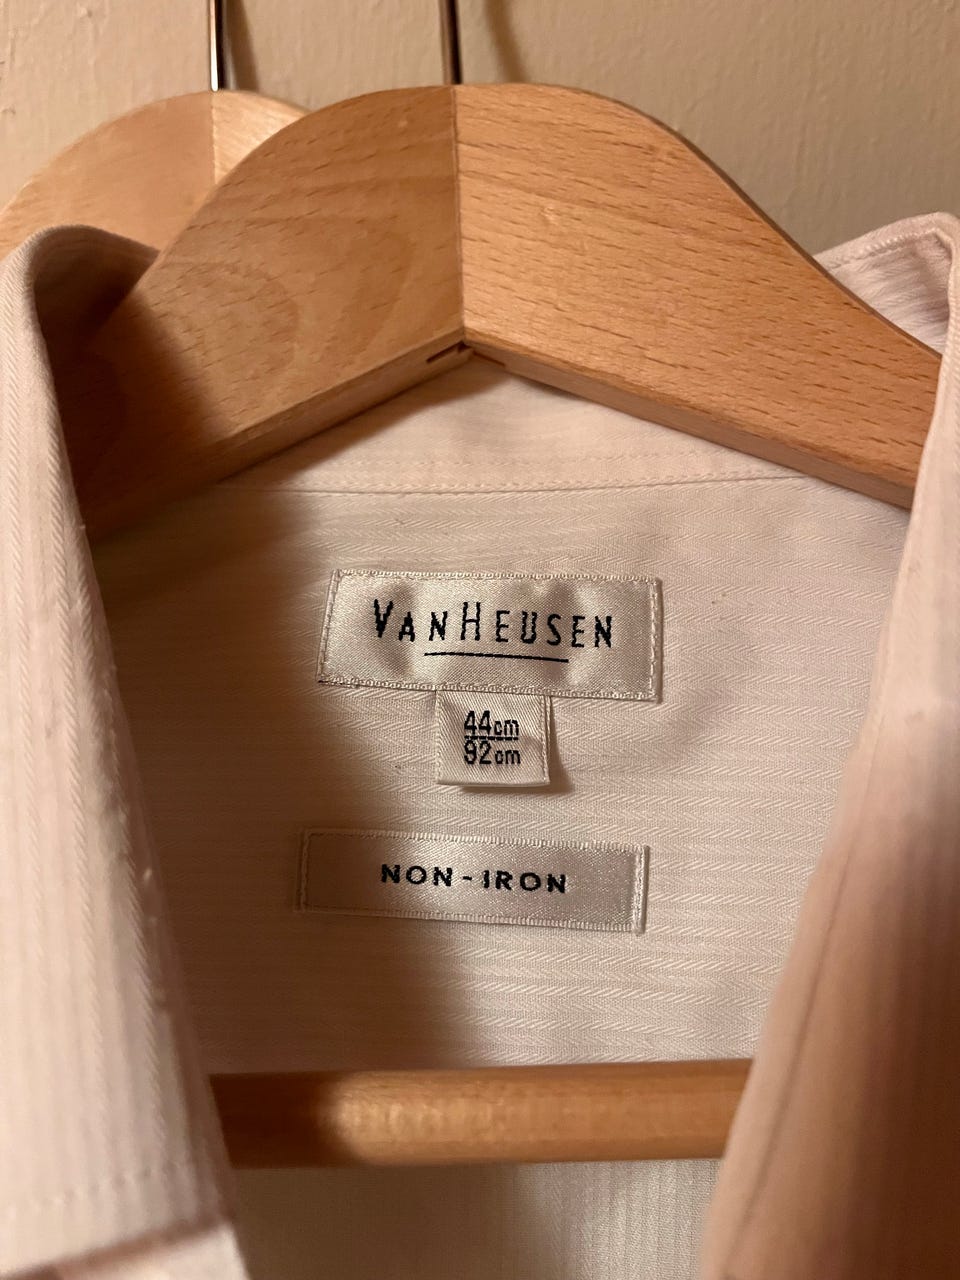 VANHEUSEN
44cm
92cm
NON-IRON